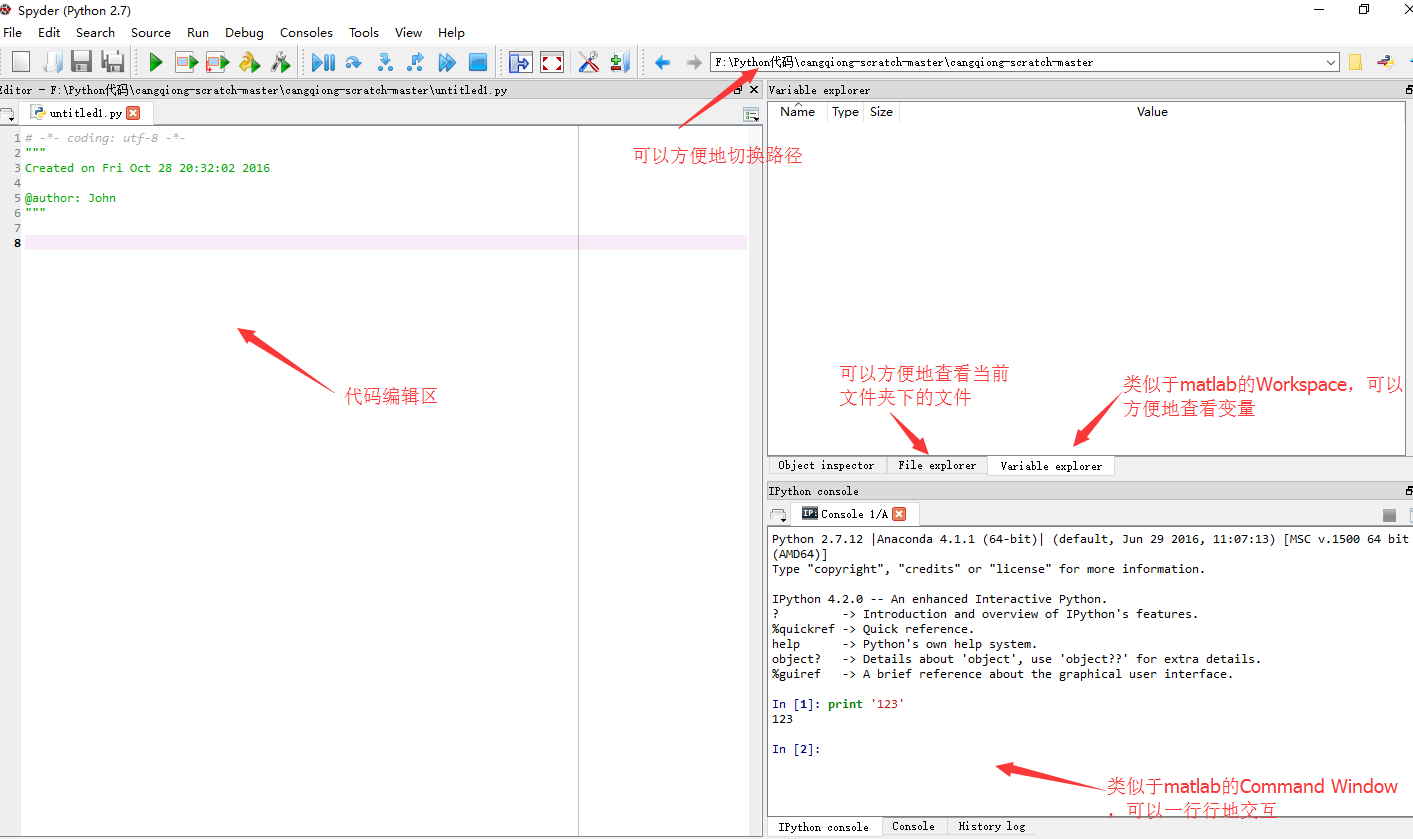 Spyder (Python 2.7)
File Edit Search Source Run Debug Consoles Tools View Help
F:\Python代码\cangqiong-scratch-master\cangqiong-scratch-master
Editor - F:\Python代码\cangqiong-scratch-master\cangqiong-scratch-master\untitled1.py
untitled1.py
1 # -*- coding: utf-8 -*-
2 """
3 Created on Fri Oct 28 20:32:02 2016
4
5 @author: John
6 """
7
8
代码编辑区
可以方便地切换路径
Variable explorer
Name Type Size Value
可以方便地查看当前
文件夹下的文件
类似于matlab的Workspace，可以
方便地查看变量
Object inspector File explorer Variable explorer
IPython console
IP: Console 1/A
Python 2.7.12 |Anaconda 4.1.1 (64-bit)| (default, Jun 29 2016, 11:07:13) [MSC v.1500 64 bit
(AMD64)]
Type "copyright", "credits" or "license" for more information.
IPython 4.2.0 -- An enhanced Interactive Python.
? -> Introduction and overview of IPython's features.
%quickref -> Quick reference.
help -> Python's own help system.
object? -> Details about 'object', use 'object??' for extra details.
%guiref -> A brief reference about the graphical user interface.
In [1]: print '123'
123
In [2]:
类似于matlab的Command Window
，可以一行行地交互
IPython console Console History log